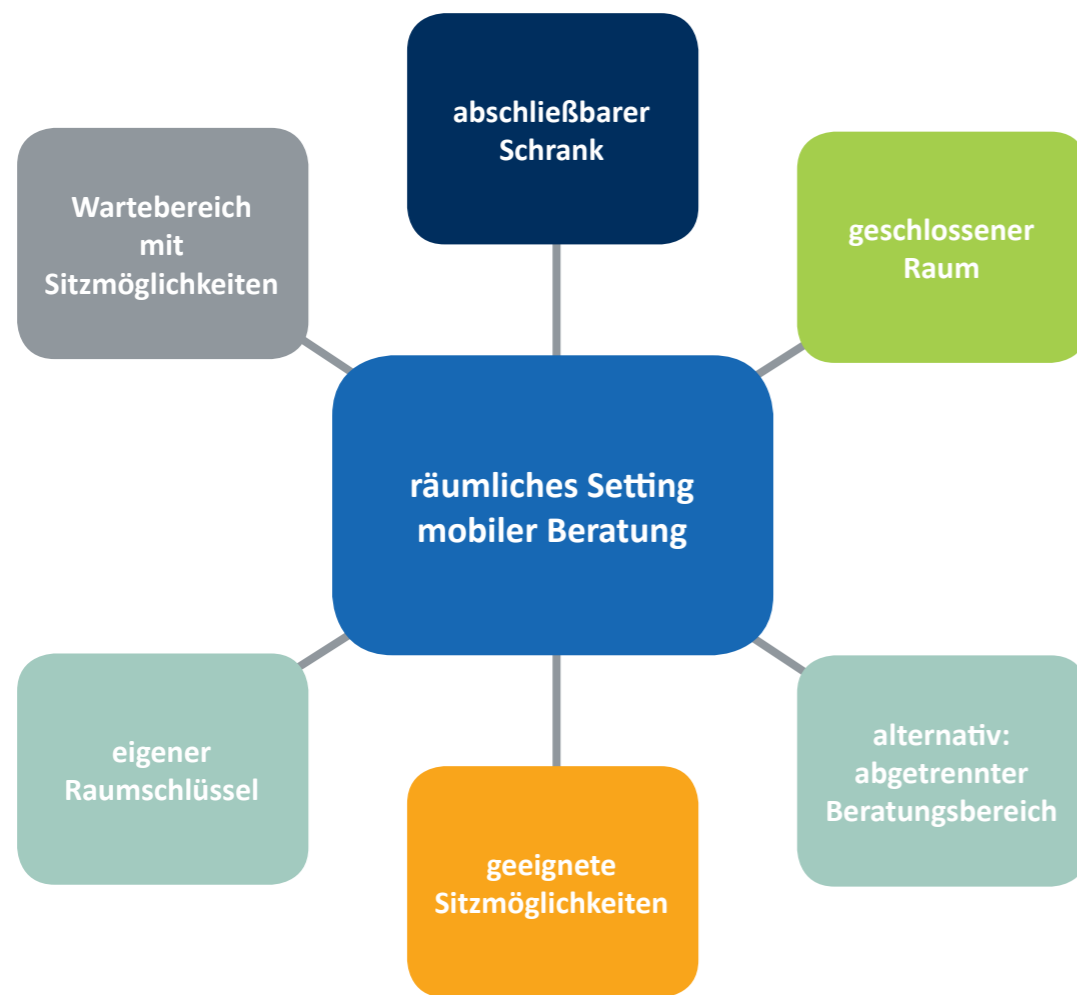 abschließbarer
Schrank
Wartebereich
mit
Sitzmöglichkeiten
geschlossener
Raum
räumliches Setting
mobiler Beratung
eigener
Raumschlüssel
alternativ:
abgetrennter
Beratungsbereich
geeignete
Sitzmöglichkeiten